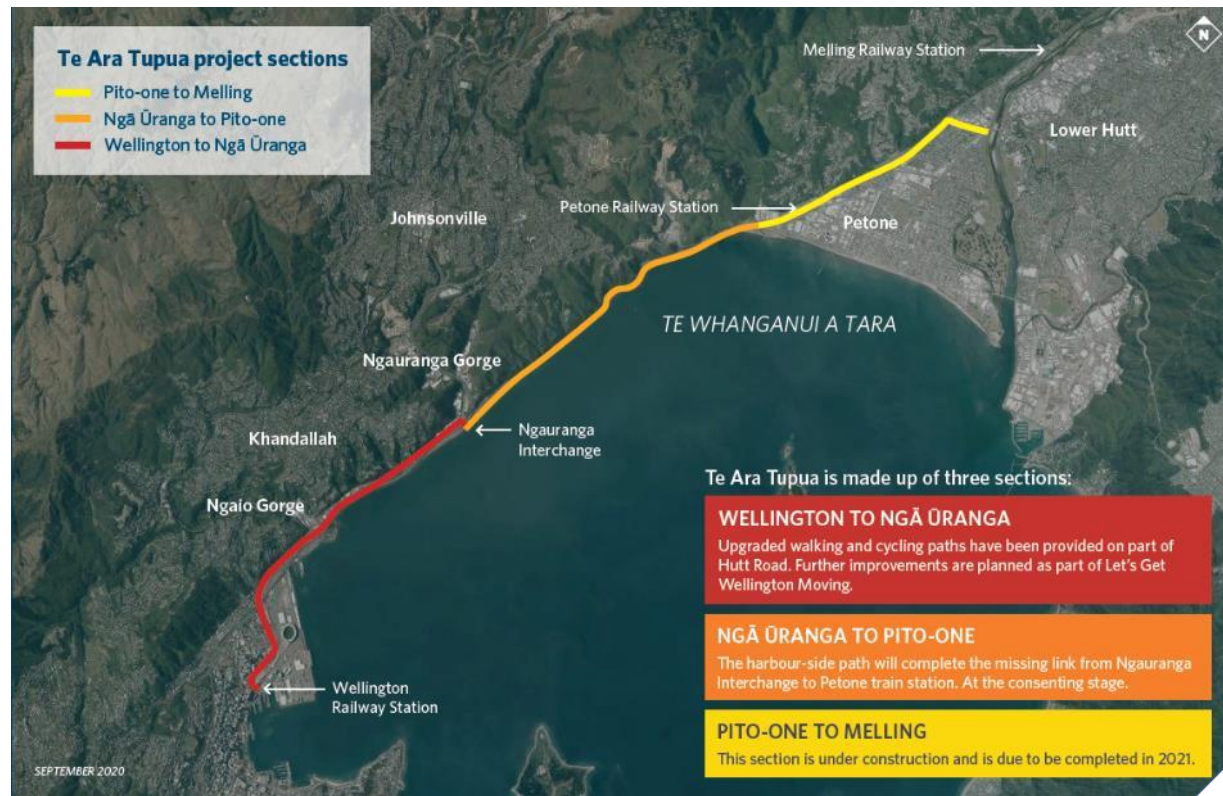 Te Ara Tupua project sections
Pito-one to Melling
Ngā Ūranga to Pito-one
Wellington to Ngā Ūranga
Melling Railway Station
N
Lower Hutt
Petone Railway Station
Johnsonville
Petone
TE WHANGANUI A TARA
Ngauranga Gorge
Khandallah
Ngauranga
Interchange
Ngaio Gorge
Wellington
Railway Station
Te Ara Tupua is made up of three sections:
WELLINGTON TO NGĀ ŪRANGA
Upgraded walking and cycling paths have been provided on part of
Hutt Road. Further improvements are planned as part of Let's Get
Wellington Moving.
NGĀ ŪRANGA TO PITO-ONE
The harbour-side path will complete the missing link from Ngauranga
Interchange to Petone train station. At the consenting stage.
PITO-ONE TO MELLING
This section is under construction and is due to be completed in 2021.
SEPTEMBER 2020